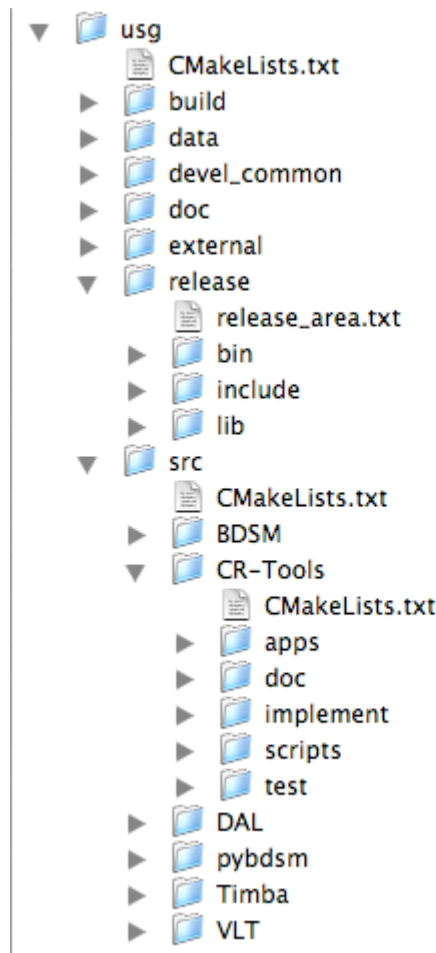 usg
CMakeLists.txt
build
data
devel_common
doc
external
release
release_area.txt
bin
include
lib
src
CMakeLists.txt
BDSM
CR-Tools
CMakeLists.txt
apps
doc
implement
scripts
test
DAL
pybdsm
Timba
VLT